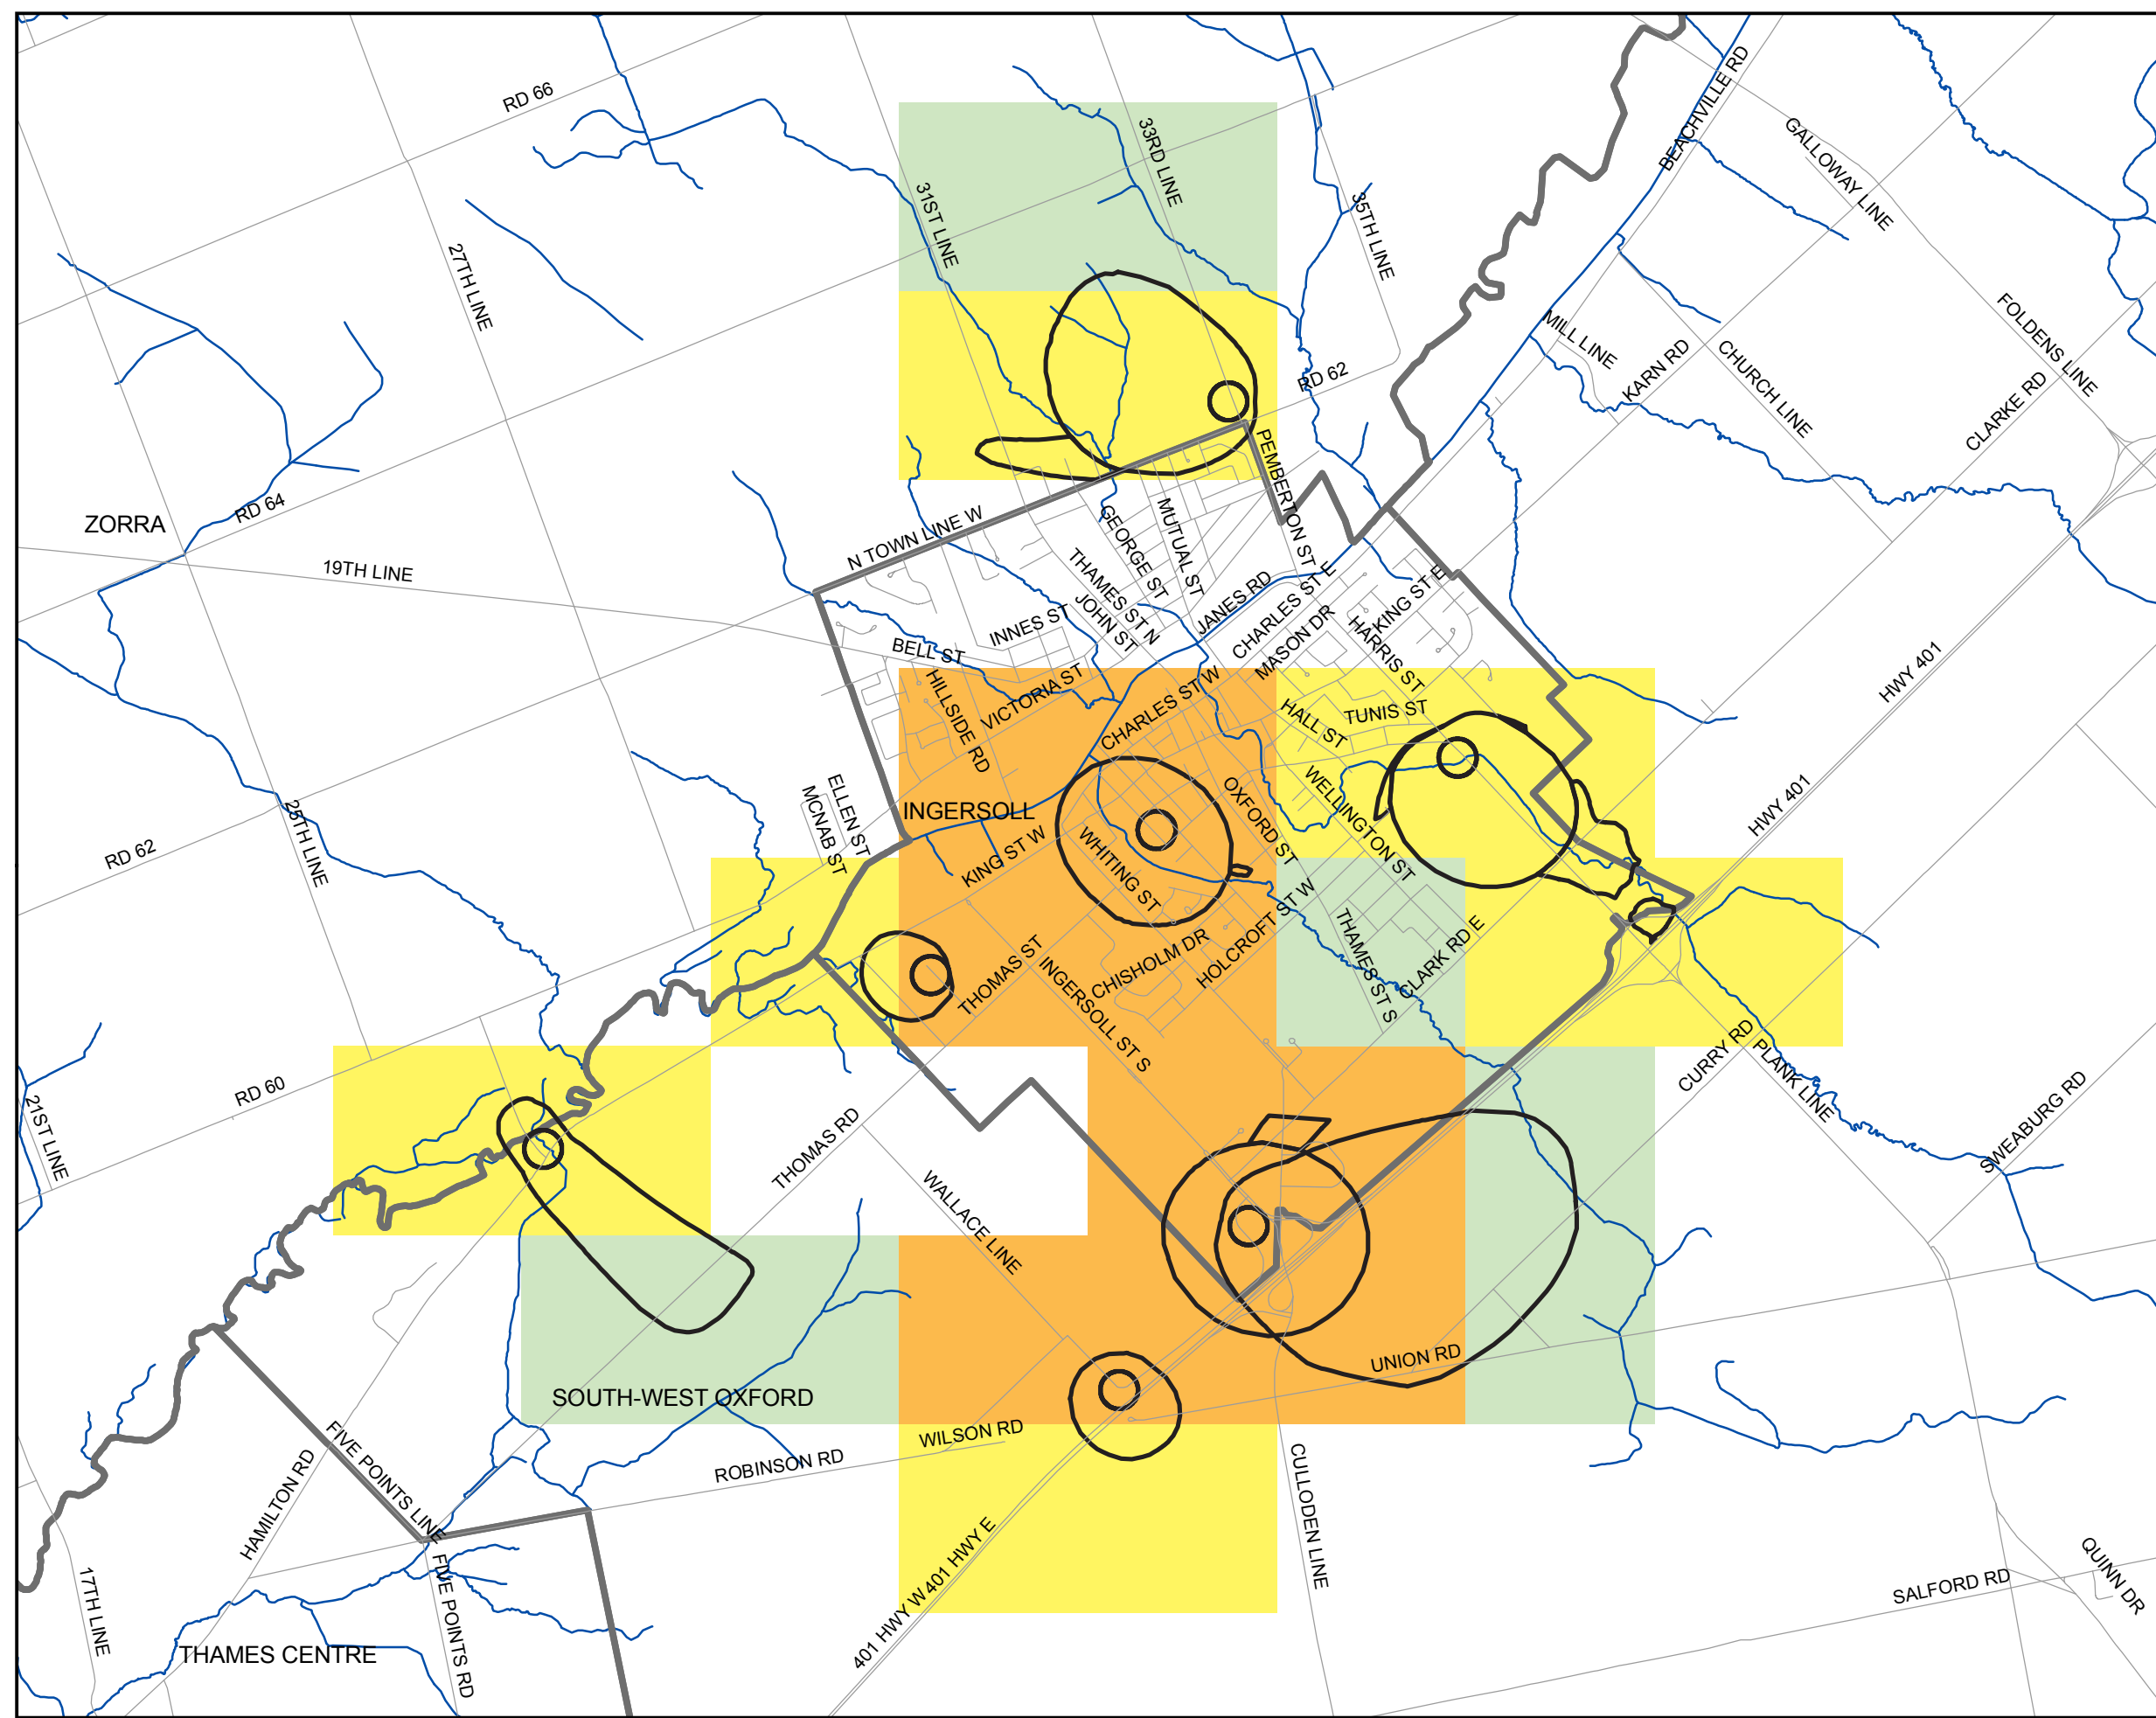 RD 66
BEACHVILLE RD
33RD LINE
GALLOWAY LINE
31ST LINE
35TH LINE
27TH LINE
FOLDENS LINE
MILL LINE
KARN RD
CHURCH LINE
RD 62
CLARKE RD
PEMBERTON ST
RD 64
ZORRA
N TOWN LINE W
GEORGE ST
MUTUAL ST
19TH LINE
THAMES ST N
JOHN ST
JANES RD
CHARLES ST E
KING ST E
MASON DR
HARRIS ST
INNES ST
BELL ST
HWY 401
HILLSIDE RD
VICTORIA ST
CHARLES ST W
HALL ST
TUNIS ST
ELLEN ST
MCNAB ST
INGERSOLL
OXFORD ST
WELLINGTON ST
HWY 401
25TH LINE
RD 62
KING ST W
WHITING ST
HOLCROFT ST W
THAMES ST S
CLARK RD E
THOMAS ST
INGERSOLL ST S
CHISHOLM DR
CURRY RD
PLANK LINE
RD 60
21ST LINE
THOMAS RD
SWEABURG RD
WALLACE LINE
UNION RD
SOUTH-WEST OXFORD
WILSON RD
FIVE POINTS LINE
HAMILTON RD
ROBINSON RD
CULLODEN LINE
401 HWY W
401 HWY E
QUINN DR
SALFORD RD
17TH LINE
FIVE POINTS RD
THAMES CENTRE